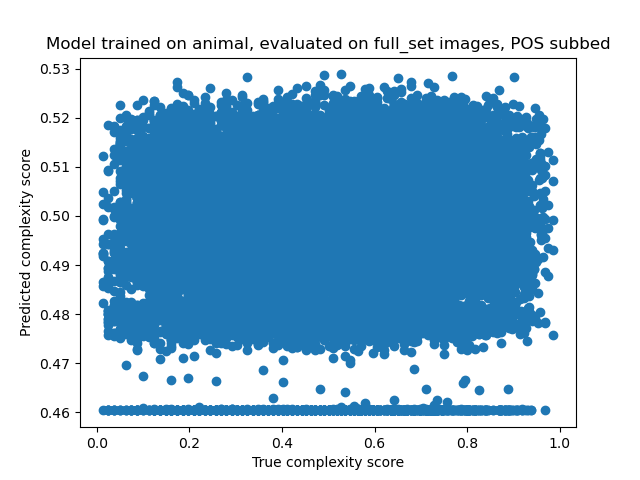 Model trained on animal, evaluated on full_set images, POS subbed
0.53
0.52
0.51
0.50
0.49
0.48
0.47
0.46
Predicted complexity score
0.0 0.2 0.4 0.6 0.8 1.0
True complexity score